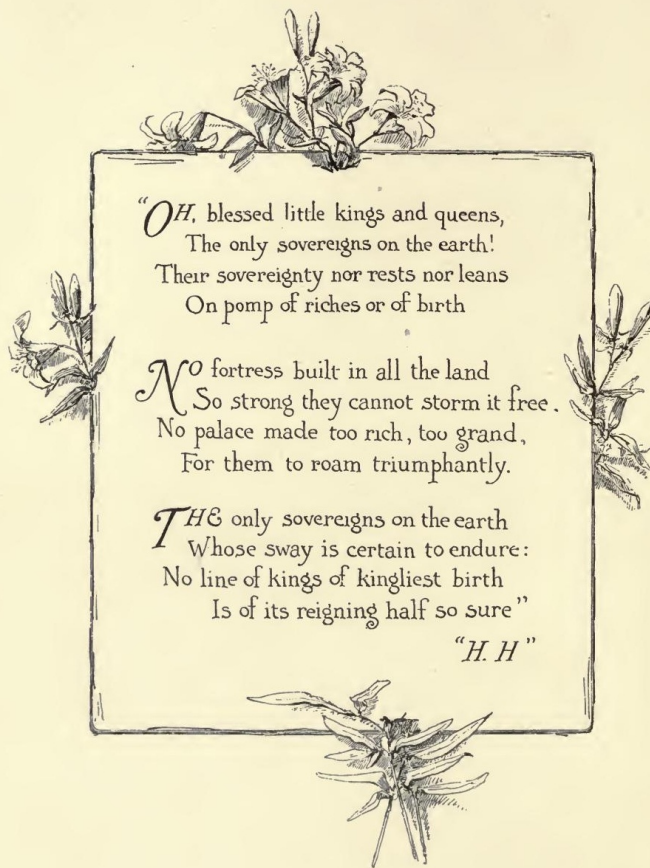 "OH, blessed little kings and queens,
The only sovereigns on the earth!
Their sovereignty nor rests nor leans
On pomp of riches or of birth
No fortress built in all the land
So strong they cannot storm it free.
No palace made too rich, too grand,
For them to roam triumphantly.
THE only sovereigns on the earth
Whose sway is certain to endure:
No line of kings of kingliest birth
Is of its reigning half so sure"
"H. H"